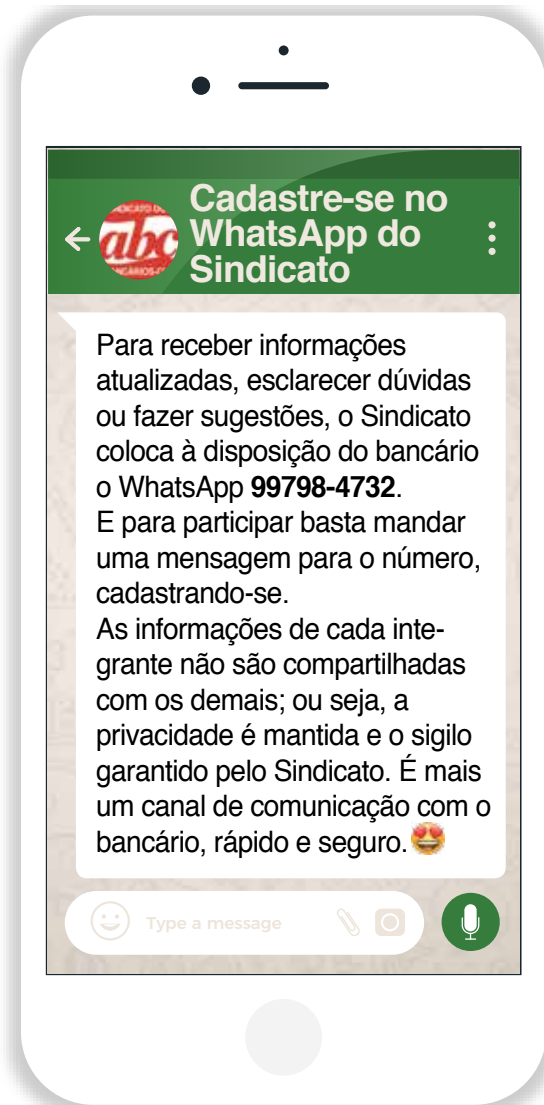 Cadastre-se no
WhatsApp do
Sindicato
abc
Para receber informações
atualizadas, esclarecer dúvidas
ou fazer sugestões, o Sindicato
coloca à disposição do bancário
o WhatsApp 99798-4732.
E para participar basta mandar
uma mensagem para o número,
cadastrando-se.
As informações de cada inte-
grante não são compartilhadas
com os demais; ou seja, a
privacidade é mantida e o sigilo
garantido pelo Sindicato. É mais
um canal de comunicação com o
bancário, rápido e seguro.😍
Type a message